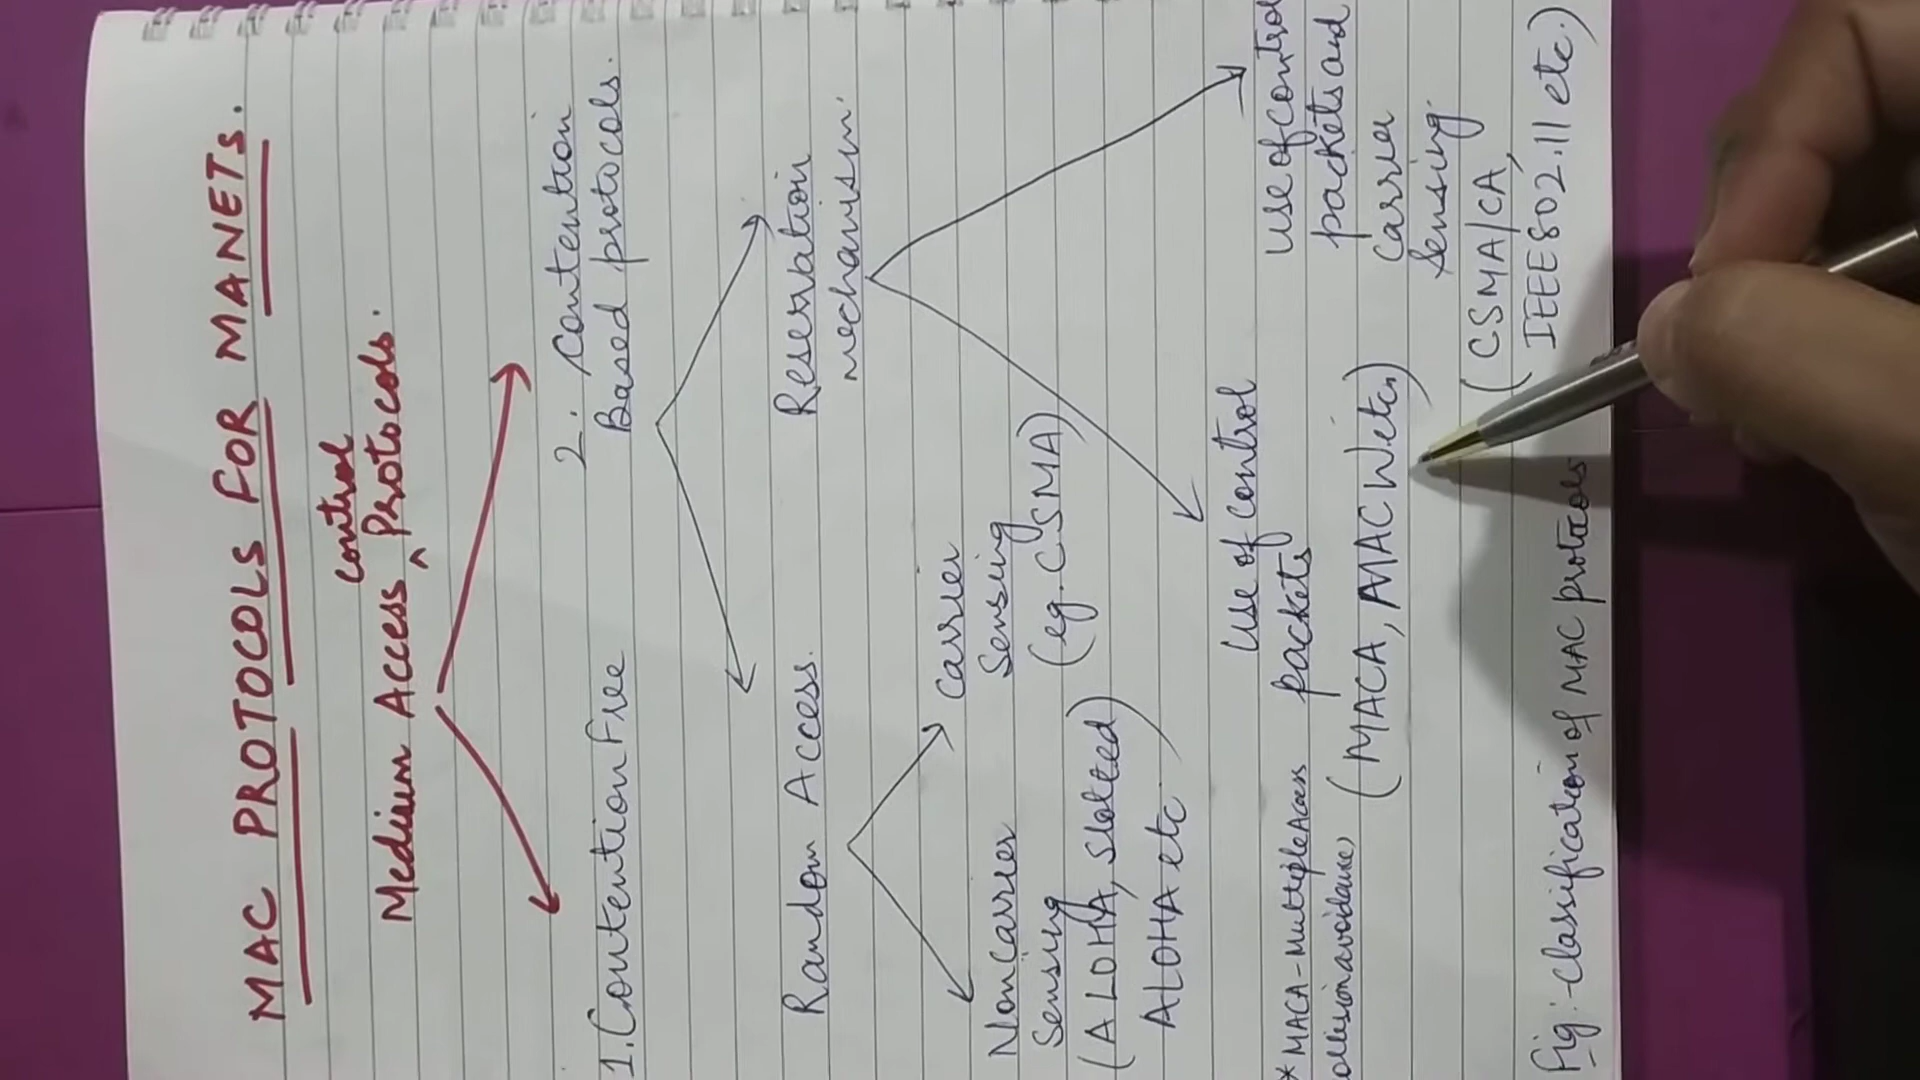 MAC PROTOCOLS FOR MANETs.
control
Medium Access ^ Protocols.
1. Contention Free
2. Contention
Based protocols.
Random Access.
Reservation
Mechanism.
Non Carrier
Sensing
(ALOHA, slotted)
ALOHA etc
Carrier
Sensing
(eg. CSMA)
Use of control
packets
(MACA, MACW etc,)
Use of control
packets and
Carrier
Sensing
(CSMA/CA,
IEEE 802.11 etc.)
* MACA - Multiple Access
ollision avoidance)
Fig:- Classification of MAC protocols